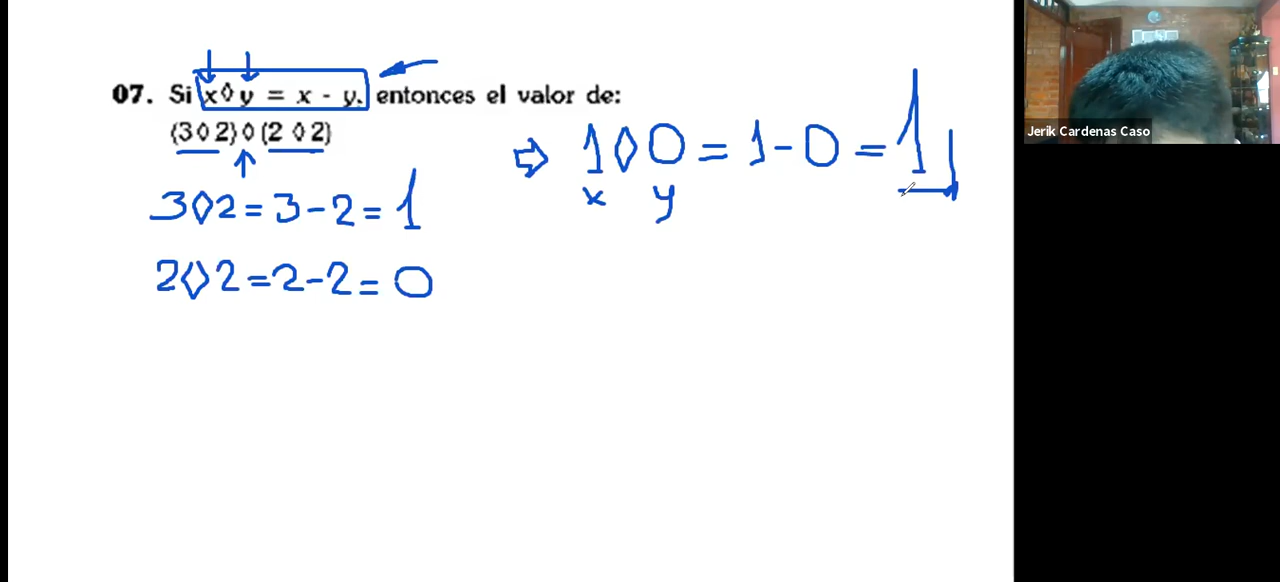 07. Si x◊y = x - y. entonces el valor de:
(3◊2)◊(2 ◊ 2)
3◊2 = 3-2 = 1
2◊2 = 2-2 = 0
⇨ 1◊0 = 1-0 = 1
x y
Jerik Cardenas Caso